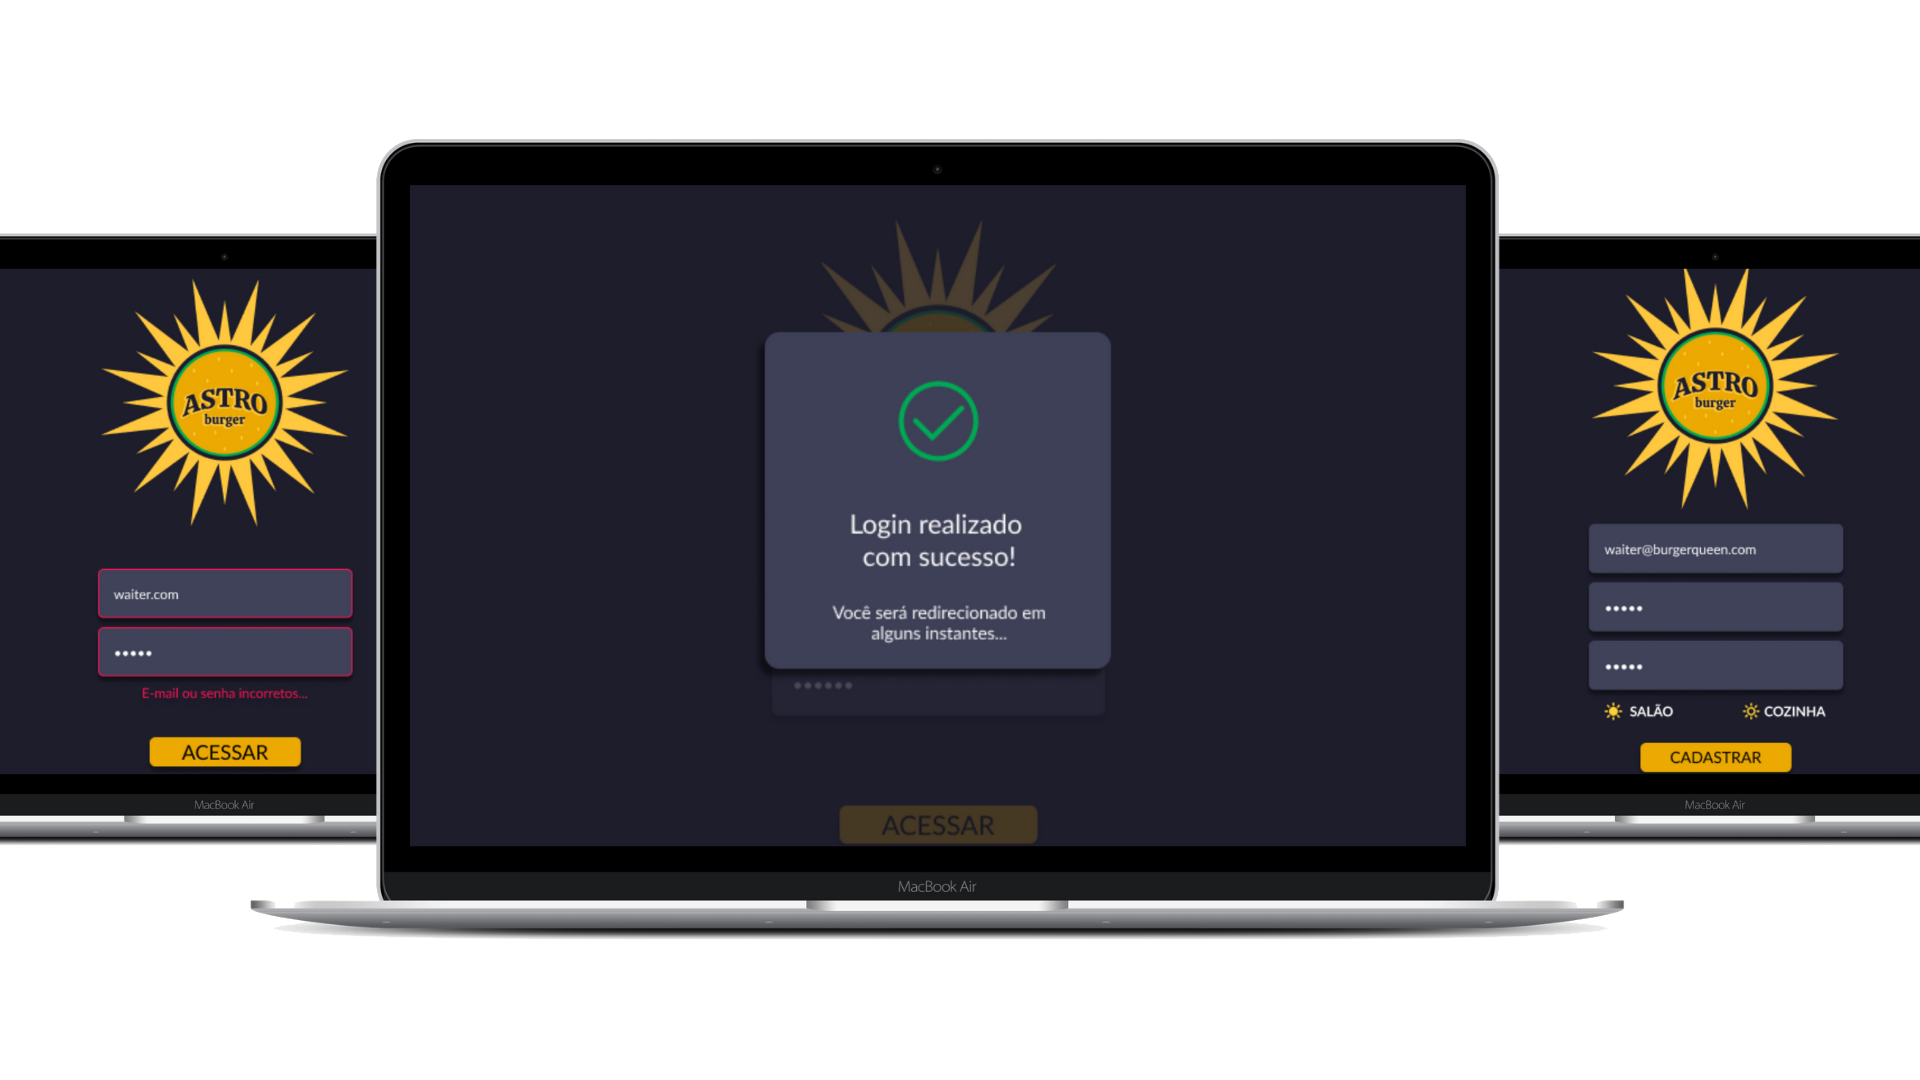 ASTRO
burger
waiter.com
•••••
E-mail ou senha incorretos...
ACESSAR
MacBook Air
Login realizado
com sucesso!
Você será redirecionado em
alguns instantes...
••••••
ACESSAR
MacBook Air
ASTRO
burger
waiter@burgerqueen.com
•••••
•••••
SALÃO COZINHA
CADASTRAR
MacBook Air